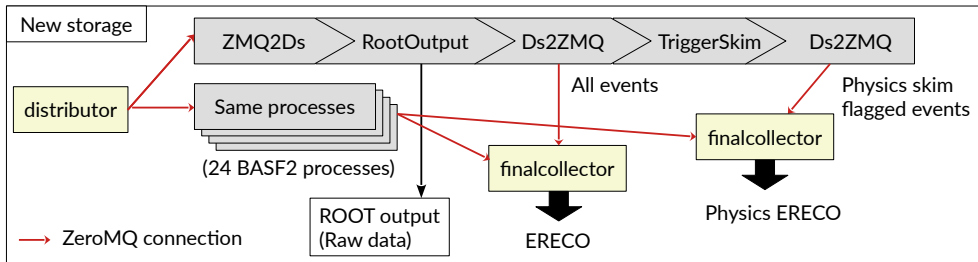 New storage
ZMQ2Ds
RootOutput
Ds2ZMQ
TriggerSkim
Ds2ZMQ
distributor
Same processes
(24 BASF2 processes)
All events
Physics skim
flagged events
finalcollector
finalcollector
ROOT output
(Raw data)
ERECO
Physics ERECO
ZeroMQ connection